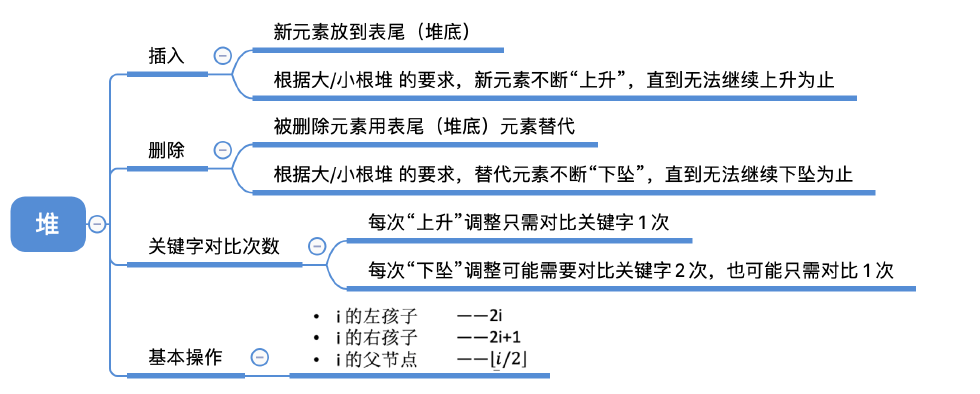 堆
插入
新元素放到表尾（堆底）
根据大/小根堆 的要求，新元素不断“上升”，直到无法继续上升为止
删除
被删除元素用表尾（堆底）元素替代
根据大/小根堆 的要求，替代元素不断“下坠”，直到无法继续下坠为止
关键字对比次数
每次“上升”调整只需对比关键字 1 次
每次“下坠”调整可能需要对比关键字 2 次，也可能只需对比 1 次
基本操作
• i 的左孩子 ——2i
• i 的右孩子 ——2i+1
• i 的父节点 ——⌊i/2⌋